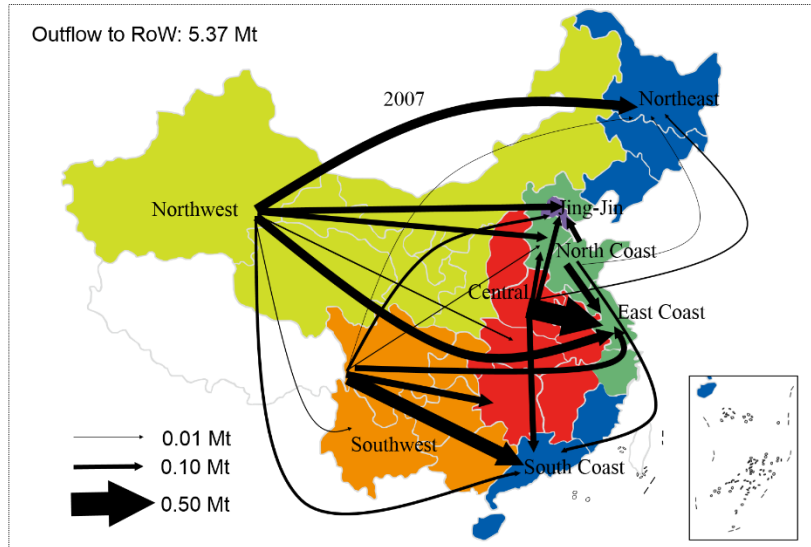 Outflow to RoW: 5.37 Mt
2007
Northeast
Northwest
Jing-Jin
North Coast
Central
East Coast
Southwest
South Coast
0.01 Mt
0.10 Mt
0.50 Mt